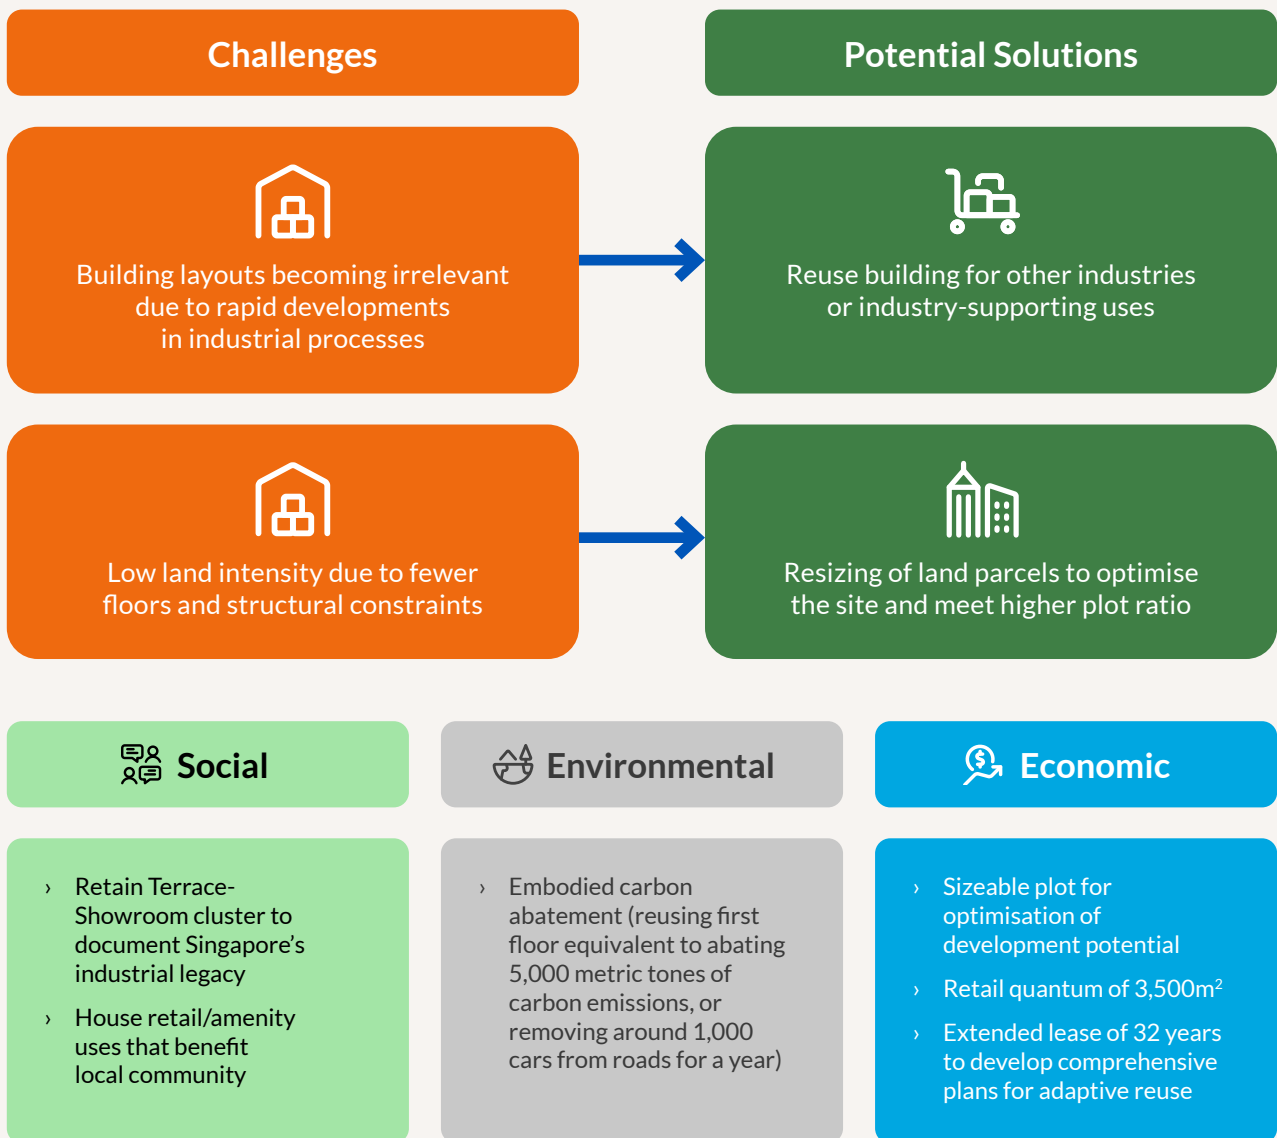 Challenges
Potential Solutions
Building layouts becoming irrelevant
due to rapid developments
in industrial processes
Reuse building for other industries
or industry-supporting uses
Low land intensity due to fewer
floors and structural constraints
Resizing of land parcels to optimise
the site and meet higher plot ratio
Social
› Retain Terrace-
Showroom cluster to
document Singapore's
industrial legacy
› House retail/amenity
uses that benefit
local community
Environmental
› Embodied carbon
abatement (reusing first
floor equivalent to abating
5,000 metric tones of
carbon emissions, or
removing around 1,000
cars from roads for a year)
Economic
› Sizeable plot for
optimisation of
development potential
› Retail quantum of 3,500m²
› Extended lease of 32 years
to develop comprehensive
plans for adaptive reuse